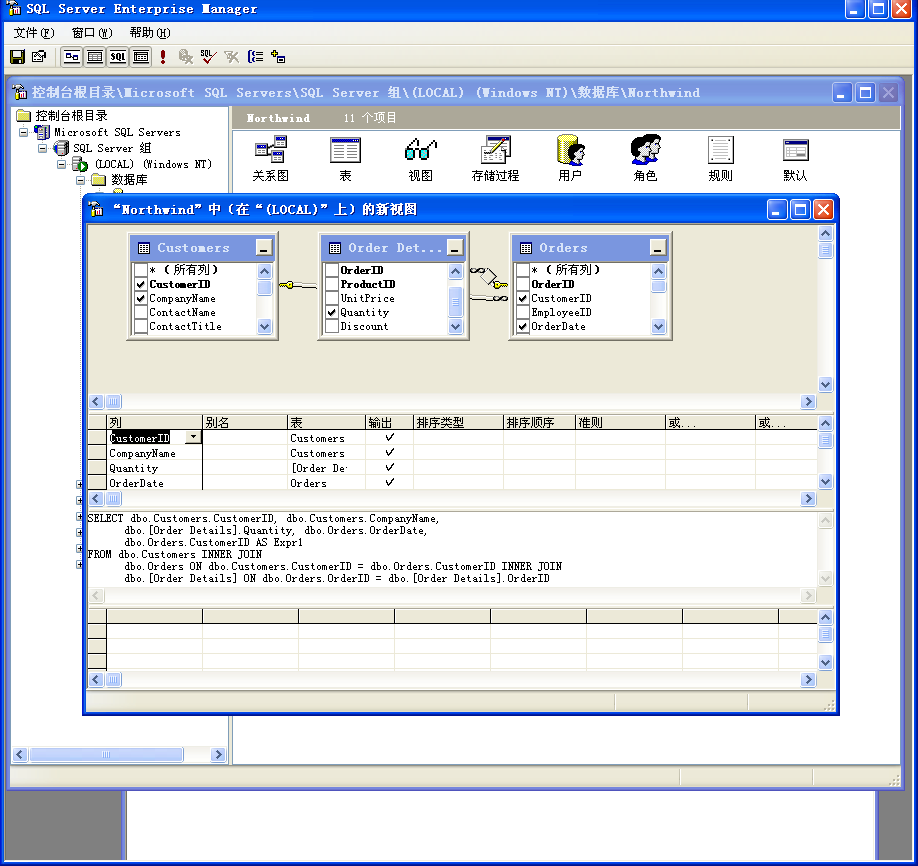 SQL Server Enterprise Manager
文件(F) 窗口(W) 帮助(H)
SQL
控制台根目录\Microsoft SQL Servers\SQL Server 组\(LOCAL) (Windows NT)\数据库\Northwind
控制台根目录
Microsoft SQL Servers
SQL Server 组
(LOCAL) (Windows NT)
数据库
Northwind 11 个项目
关系图 表 视图 存储过程 用户 角色 规则 默认
“Northwind”中(在“(LOCAL)”上)的新视图
Customers
* (所有列)
CustomerID
CompanyName
ContactName
ContactTitle
Order Det...
OrderID
ProductID
UnitPrice
Quantity
Discount
Orders
* (所有列)
OrderID
CustomerID
EmployeeID
OrderDate
列 别名 表 输出 排序类型 排序顺序 准则 或... 或...
CustomerID Customers
CompanyName Customers
Quantity [Order De
OrderDate Orders
SELECT dbo.Customers.CustomerID, dbo.Customers.CompanyName,
dbo.[Order Details].Quantity, dbo.Orders.OrderDate,
dbo.Orders.CustomerID AS Expr1
FROM dbo.Customers INNER JOIN
dbo.Orders ON dbo.Customers.CustomerID = dbo.Orders.CustomerID INNER JOIN
dbo.[Order Details] ON dbo.Orders.OrderID = dbo.[Order Details].OrderID